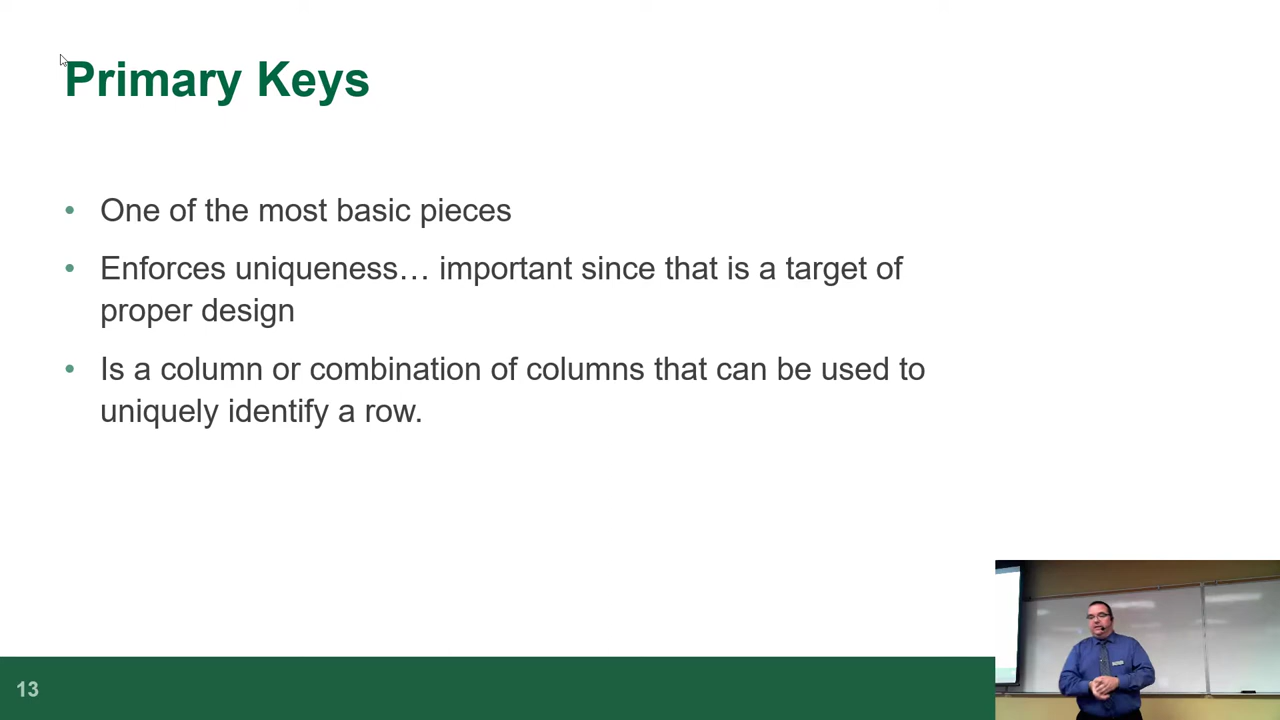 Primary Keys
• One of the most basic pieces
• Enforces uniqueness… important since that is a target of
proper design
• Is a column or combination of columns that can be used to
uniquely identify a row.
13